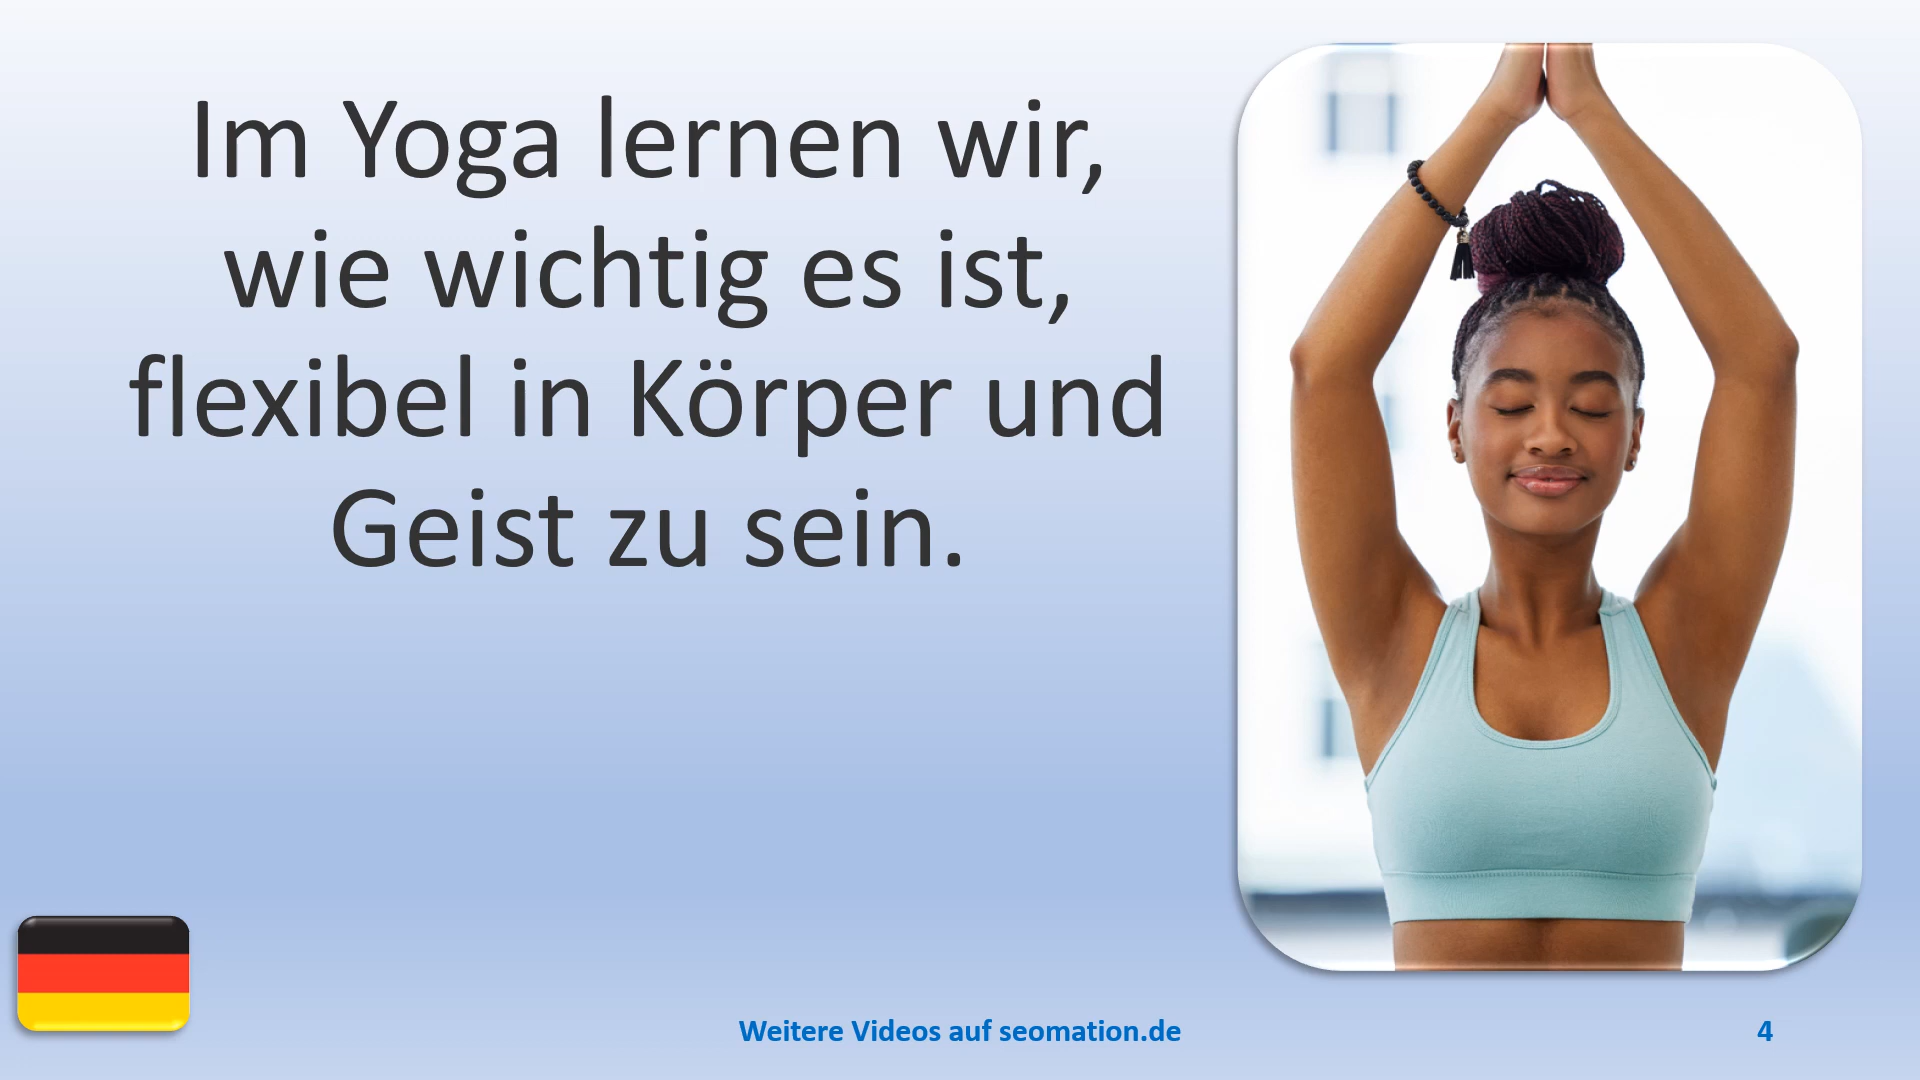 Im Yoga lernen wir,
wie wichtig es ist,
flexibel in Körper und
Geist zu sein.
Weitere Videos auf seomation.de
4